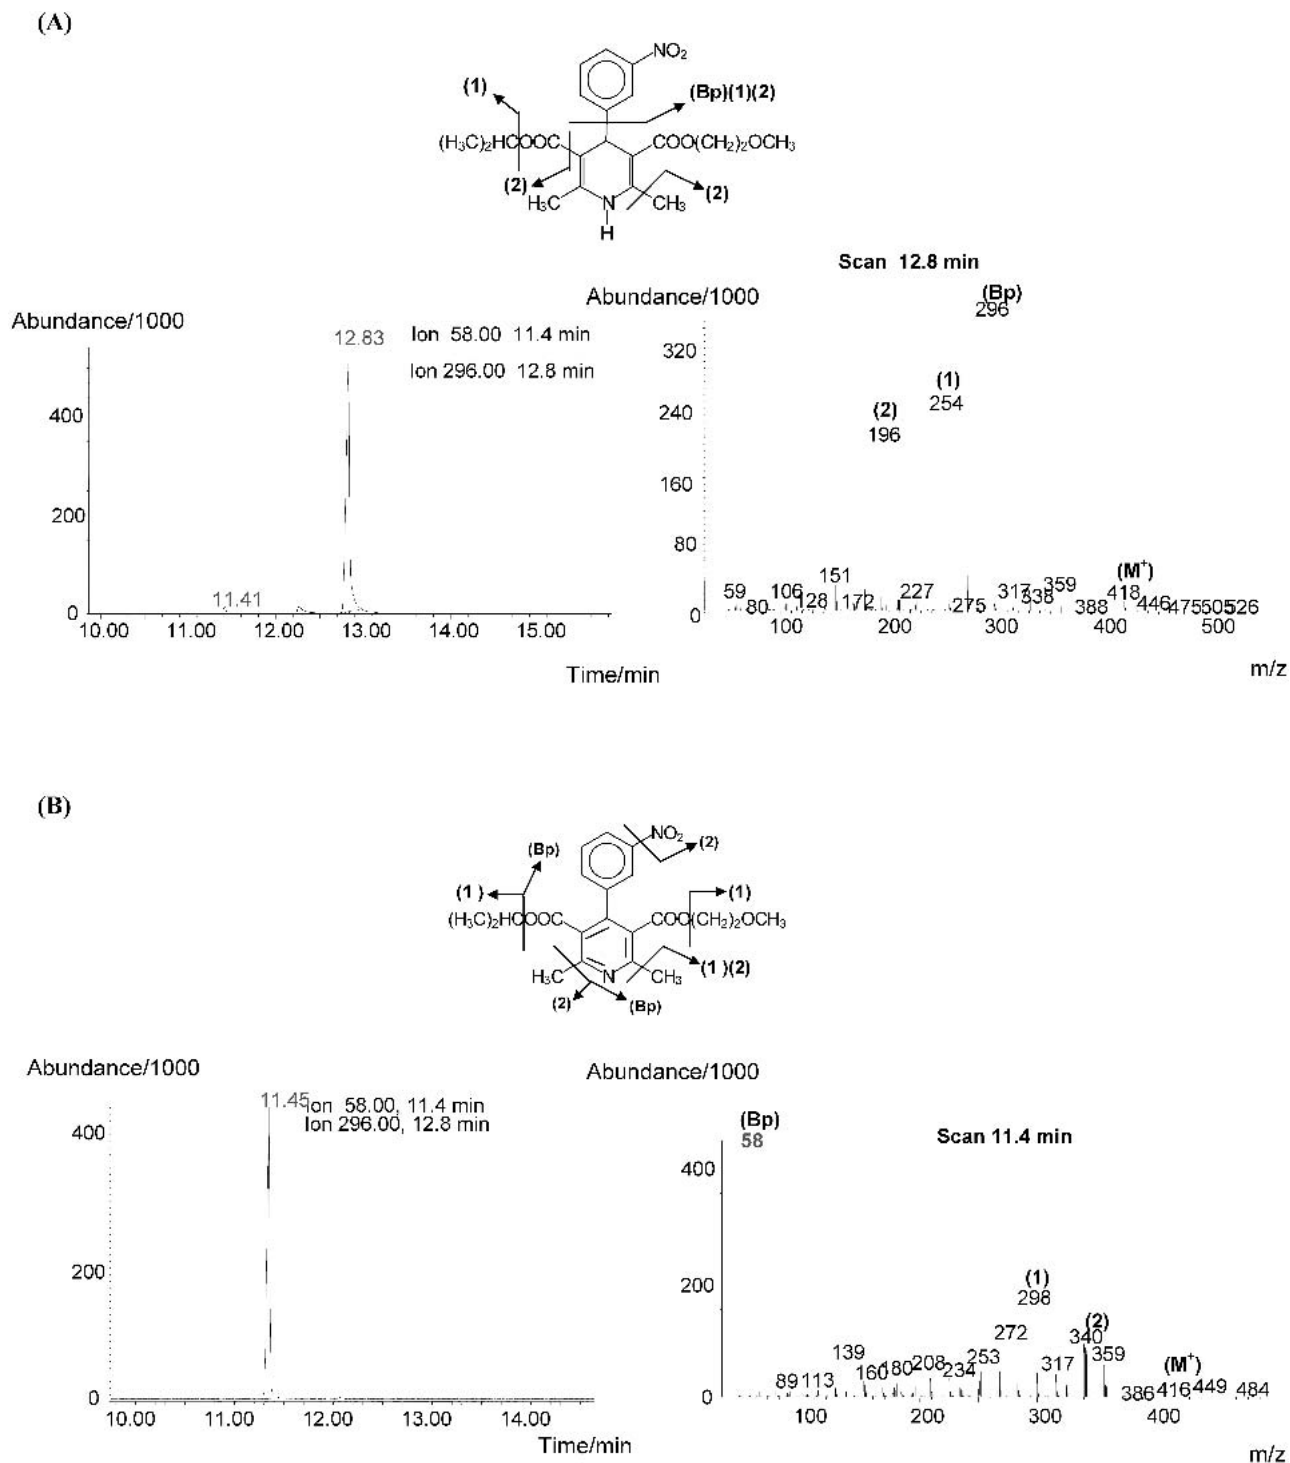 (A)
NO₂
(1)
(Bp)(1)(2)
(H₃C)₂HCOOOC
COO(CH₂)₂OCH₃
(2)
(2)
H₃C
N
CH₃
H
Scan 12.8 min
Abundance/1000
(Bp)
296
Abundance/1000
12.83
Ion 58.00 11.4 min
Ion 296.00 12.8 min
320
(1)
254
(2)
196
400
240
160
200
80
(M⁺)
151
59
106
227
317
359
418
80
128
172
275
338
388
446
475
505
526
11.41
0
0
10.00 11.00 12.00 13.00 14.00 15.00
100 200 300 400 500
Time/min
m/z
(B)
NO₂
(2)
(Bp)
(1)
(1)
(H₃C)₂HCOOOC
COO(CH₂)₂OCH₃
(1)(2)
H₃C
N
CH₃
(2)
(Bp)
Abundance/1000
Abundance/1000
11.45
Ion 58.00, 11.4 min
Ion 296.00, 12.8 min
(Bp)
58
Scan 11.4 min
400
400
200
200
(1)
298
(2)
340
272
139
160
180
208
234
253
317
359
(M⁺)
89
113
386
416
449
484
0
0
10.00 11.00 12.00 13.00 14.00
100 200 300 400
Time/min
m/z